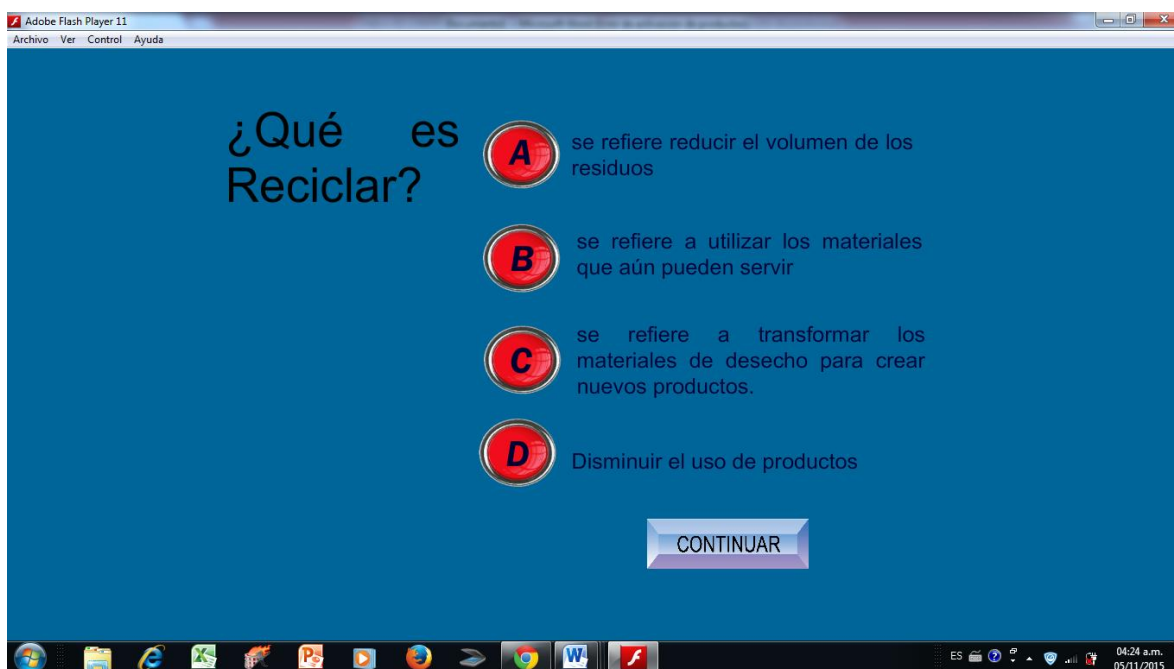 Adobe Flash Player 11
Archivo Ver Control Ayuda
¿Qué es
Reciclar?
A
se refiere reducir el volumen de los
residuos
B
se refiere a utilizar los materiales
que aún pueden servir
C
se refiere a transformar los
materiales de desecho para crear
nuevos productos.
D
Disminuir el uso de productos
CONTINUAR
ES
04:24 a.m.
05/11/2015